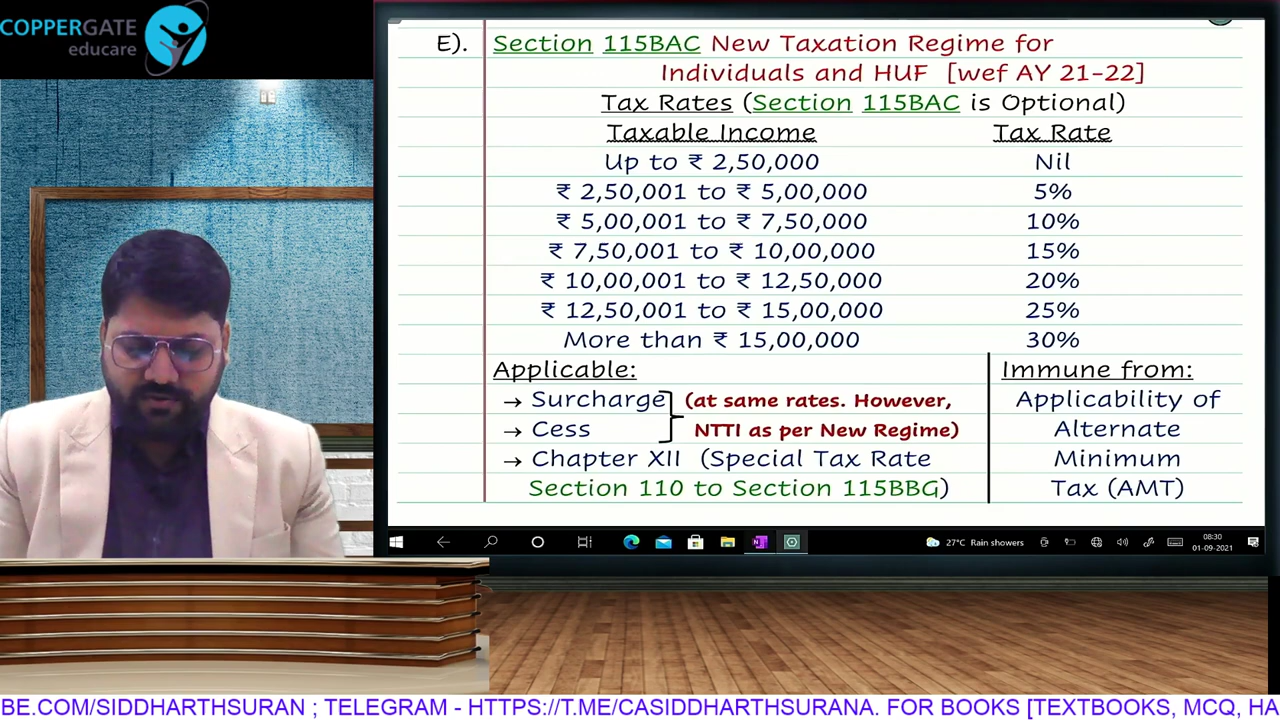 COPPERGATE
educare
E). Section 115BAC New Taxation Regime for
Individuals and HUF [wef AY 21-22]
Tax Rates (Section 115BAC is Optional)
Taxable Income Tax Rate
Up to ₹ 2,50,000 Nil
₹ 2,50,001 to ₹ 5,00,000 5%
₹ 5,00,001 to ₹ 7,50,000 10%
₹ 7,50,001 to ₹ 10,00,000 15%
₹ 10,00,001 to ₹ 12,50,000 20%
₹ 12,50,001 to ₹ 15,00,000 25%
More than ₹ 15,00,000 30%
Applicable:
→ Surcharge (at same rates. However,
→ Cess NTTI as per New Regime)
→ Chapter XII (Special Tax Rate
Section 110 to Section 115BBG)
Immune from:
Applicability of
Alternate
Minimum
Tax (AMT)
27°C Rain showers
08:30
01-09-2021
BE.COM/SIDDHARTHSURAN ; TELEGRAM - HTTPS://T.ME/CASIDDHARTHSURANA. FOR BOOKS [TEXTBOOKS, MCQ, HA